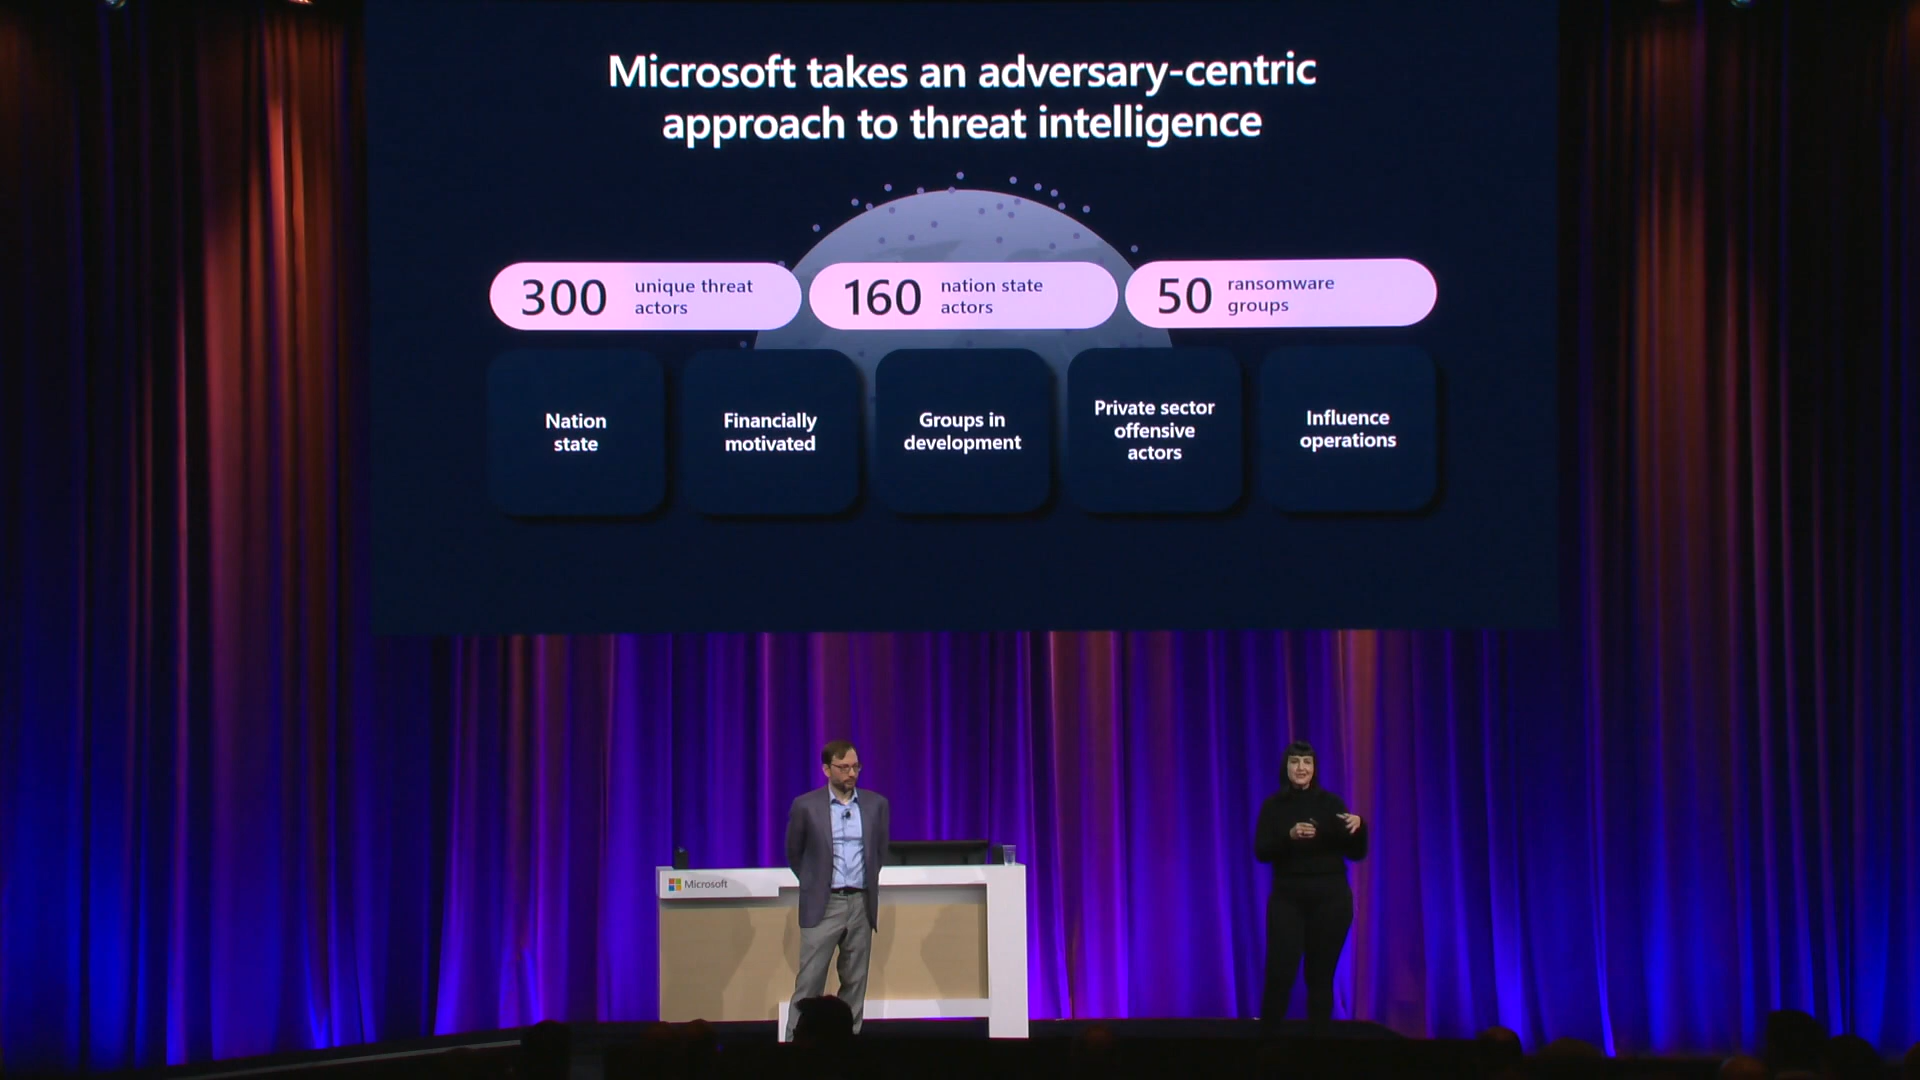 Microsoft takes an adversary-centric
approach to threat intelligence
300 unique threat
actors
160 nation state
actors
50 ransomware
groups
Nation
state
Financially
motivated
Groups in
development
Private sector
offensive
actors
Influence
operations
Microsoft